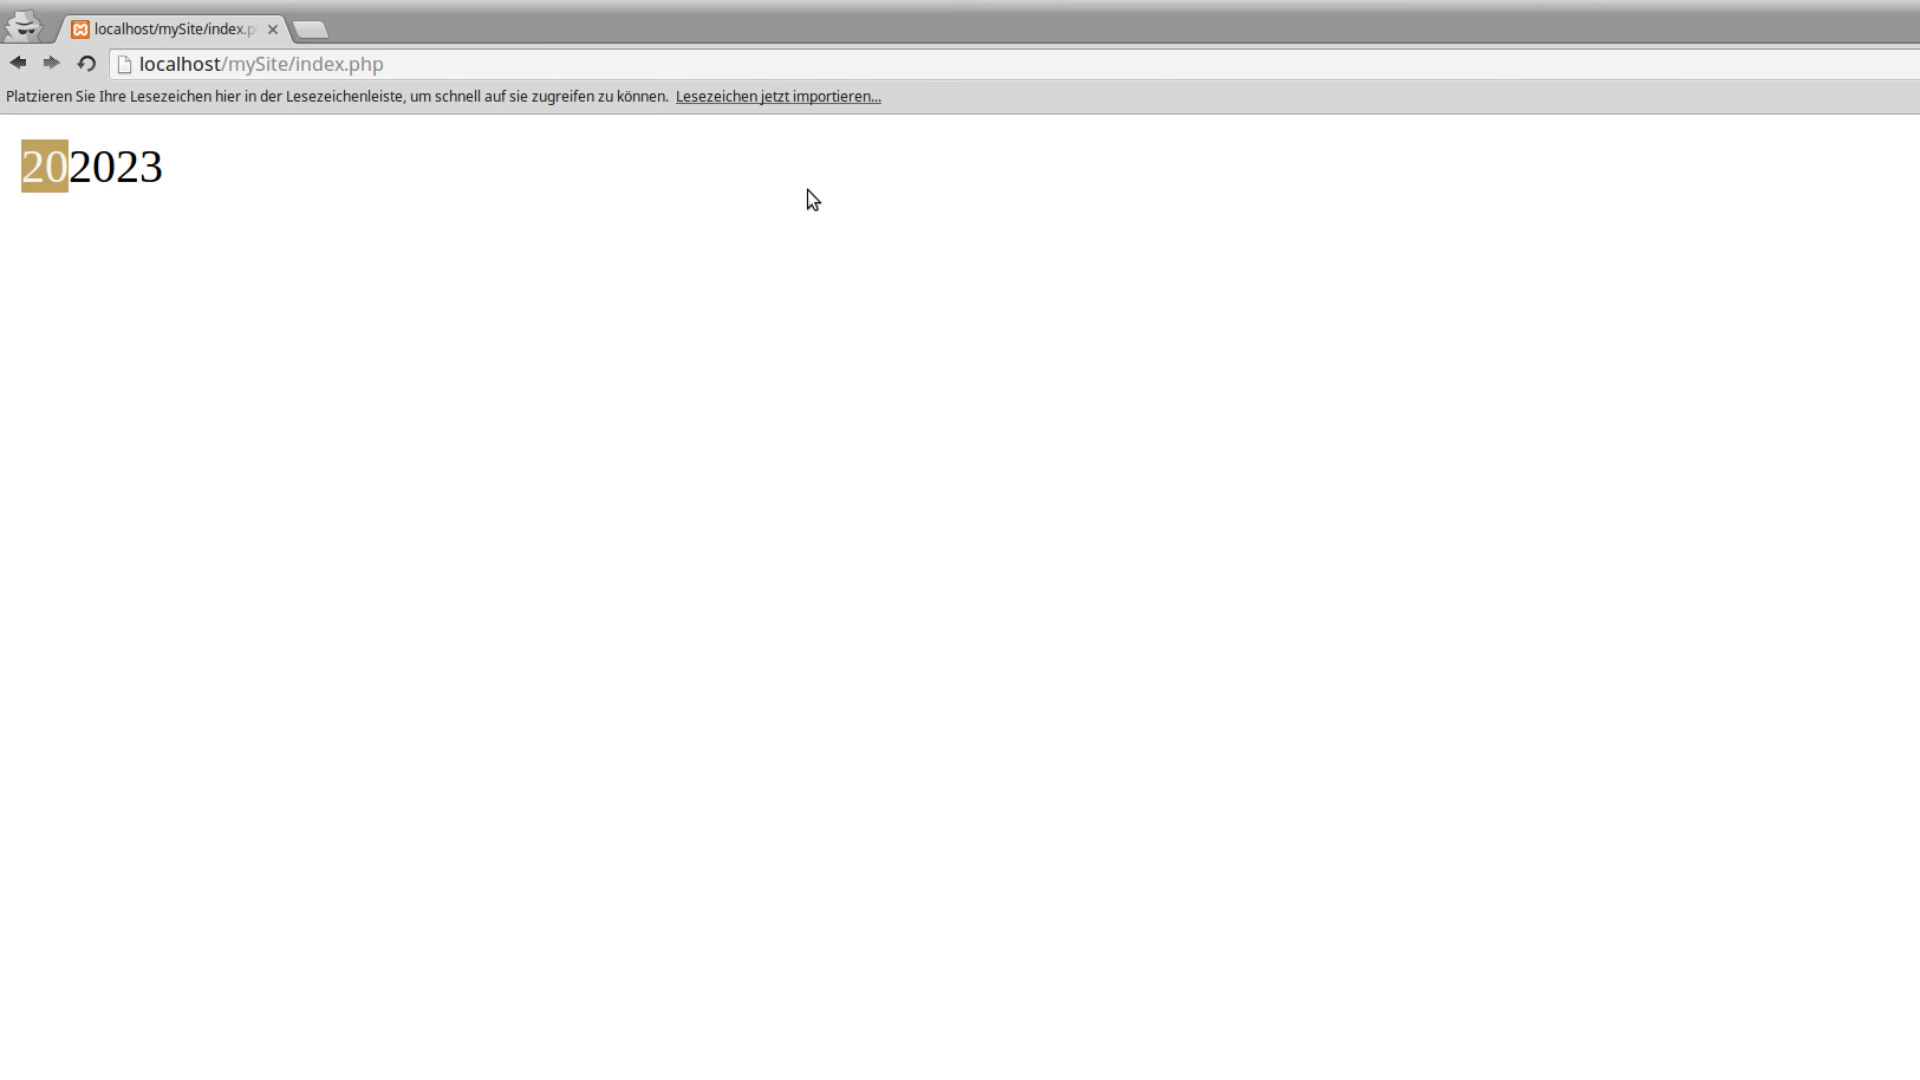 localhost/mySite/index.p
localhost/mySite/index.php
Platzieren Sie Ihre Lesezeichen hier in der Lesezeichenleiste, um schnell auf sie zugreifen zu können. Lesezeichen jetzt importieren...
202023